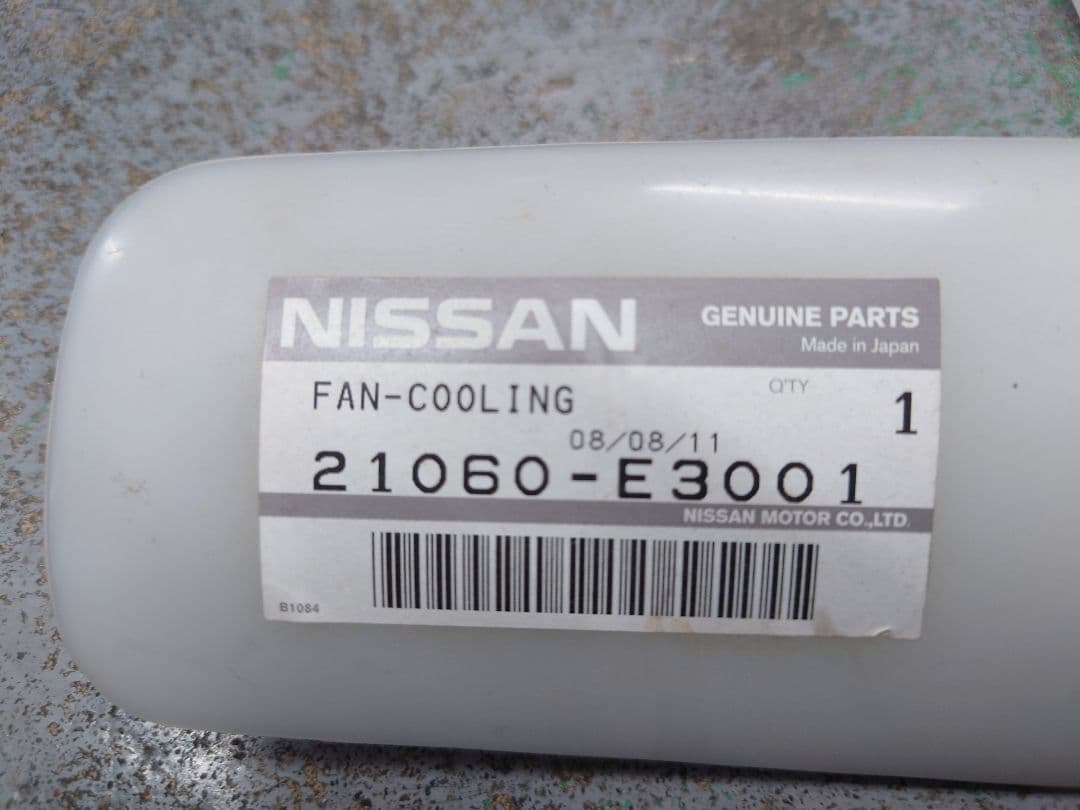 NISSAN
GENUINE PARTS
Made in Japan
FAN-COOLING
Q'TY
1
08/08/11
21060-E3001
NISSAN MOTOR CO.,LTD.
B1084